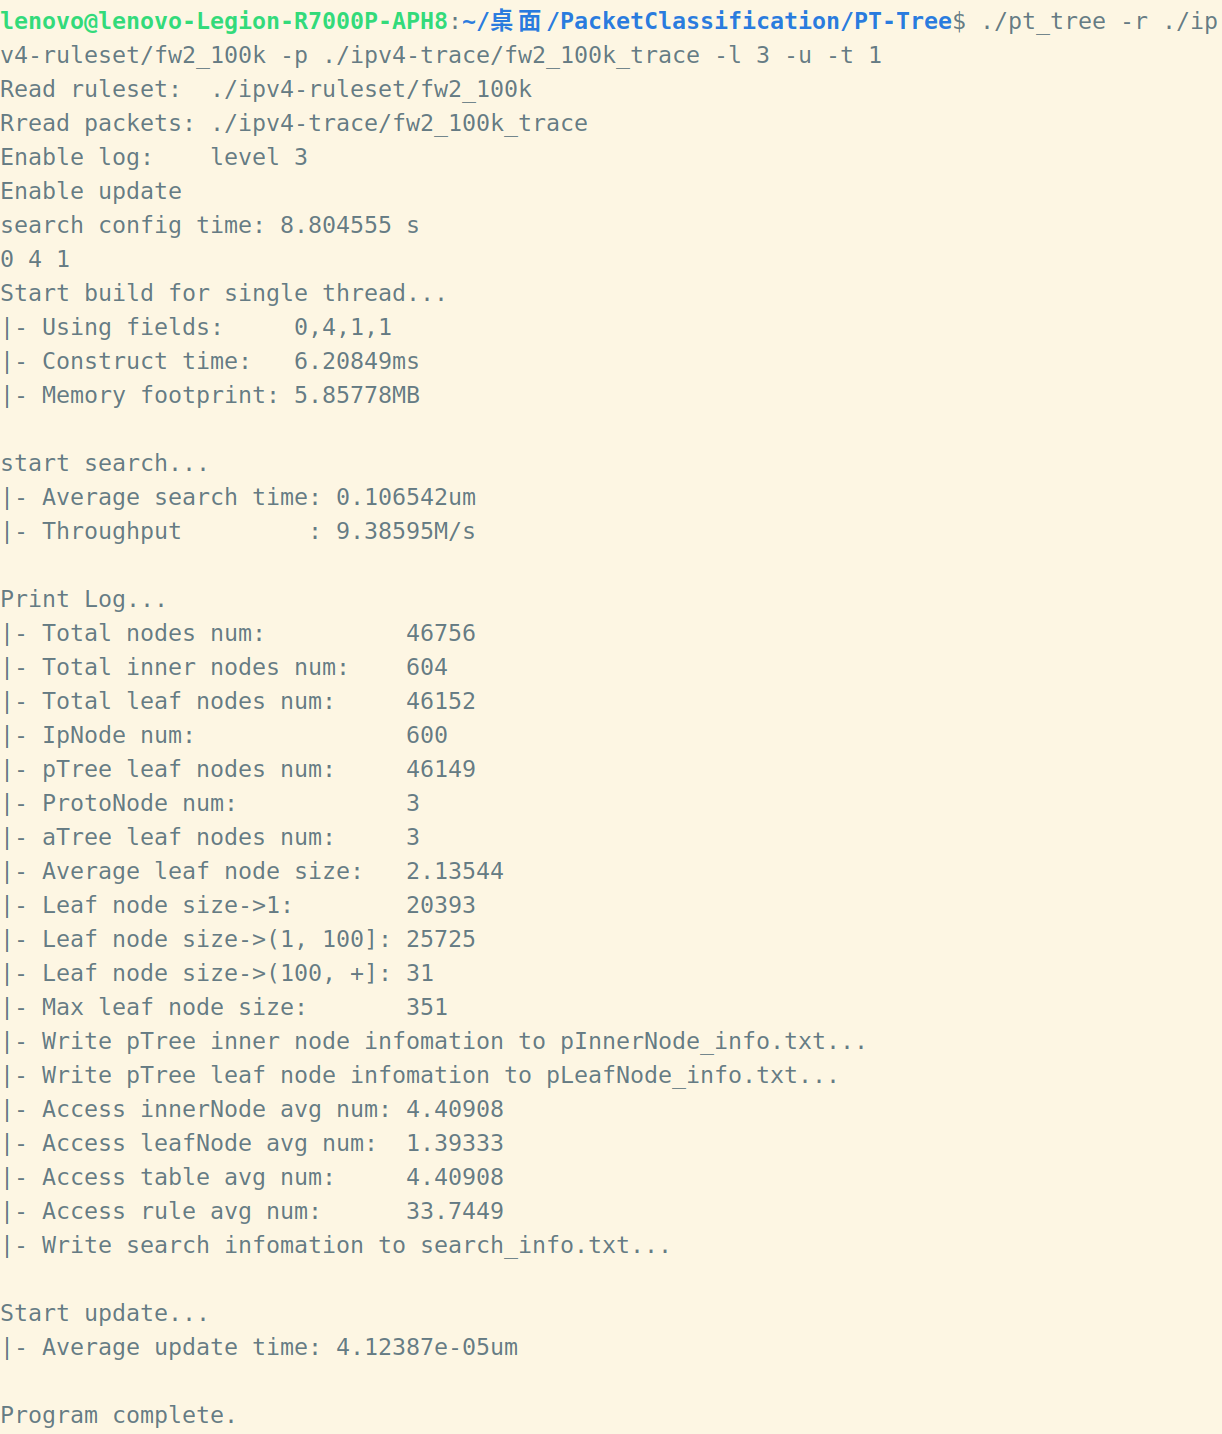 lenovo@lenovo-Legion-R7000P-APH8:~/桌面/PacketClassification/PT-Tree$ ./pt_tree -r ./ip
v4-ruleset/fw2_100k -p ./ipv4-trace/fw2_100k_trace -l 3 -u -t 1
Read ruleset:  ./ipv4-ruleset/fw2_100k
Rread packets: ./ipv4-trace/fw2_100k_trace
Enable log:    level 3
Enable update
search config time: 8.804555 s
0 4 1
Start build for single thread...
|- Using fields:     0,4,1,1
|- Construct time:   6.20849ms
|- Memory footprint: 5.85778MB

start search...
|- Average search time: 0.106542um
|- Throughput         : 9.38595M/s

Print Log...
|- Total nodes num:          46756
|- Total inner nodes num:    604
|- Total leaf nodes num:     46152
|- IpNode num:               600
|- pTree leaf nodes num:     46149
|- ProtoNode num:            3
|- aTree leaf nodes num:     3
|- Average leaf node size:   2.13544
|- Leaf node size->1:        20393
|- Leaf node size->(1, 100]: 25725
|- Leaf node size->(100, +]: 31
|- Max leaf node size:       351
|- Write pTree inner node infomation to pInnerNode_info.txt...
|- Write pTree leaf node infomation to pLeafNode_info.txt...
|- Access innerNode avg num: 4.40908
|- Access leafNode avg num:  1.39333
|- Access table avg num:     4.40908
|- Access rule avg num:      33.7449
|- Write search infomation to search_info.txt...

Start update...
|- Average update time: 4.12387e-05um

Program complete.